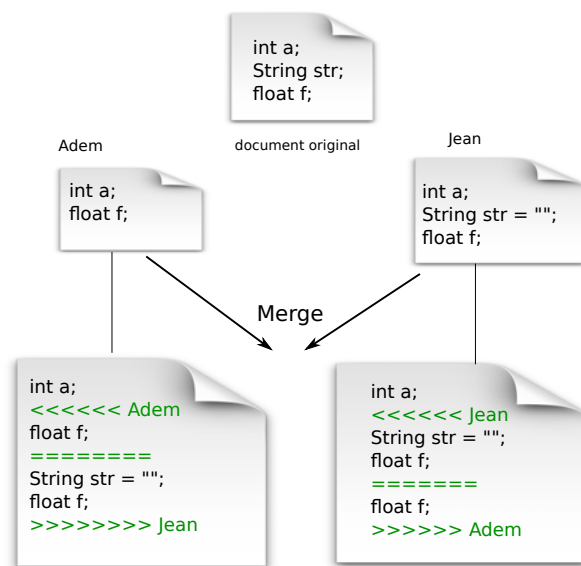 int a;
String str;
float f;
document original
Adem
int a;
float f;
Jean
int a;
String str = "";
float f;
Merge
int a;
<<<<<< Adem
float f;
========
String str = "";
float f;
>>>>>>>> Jean
int a;
<<<<<< Jean
String str = "";
float f;
=======
float f;
>>>>>> Adem